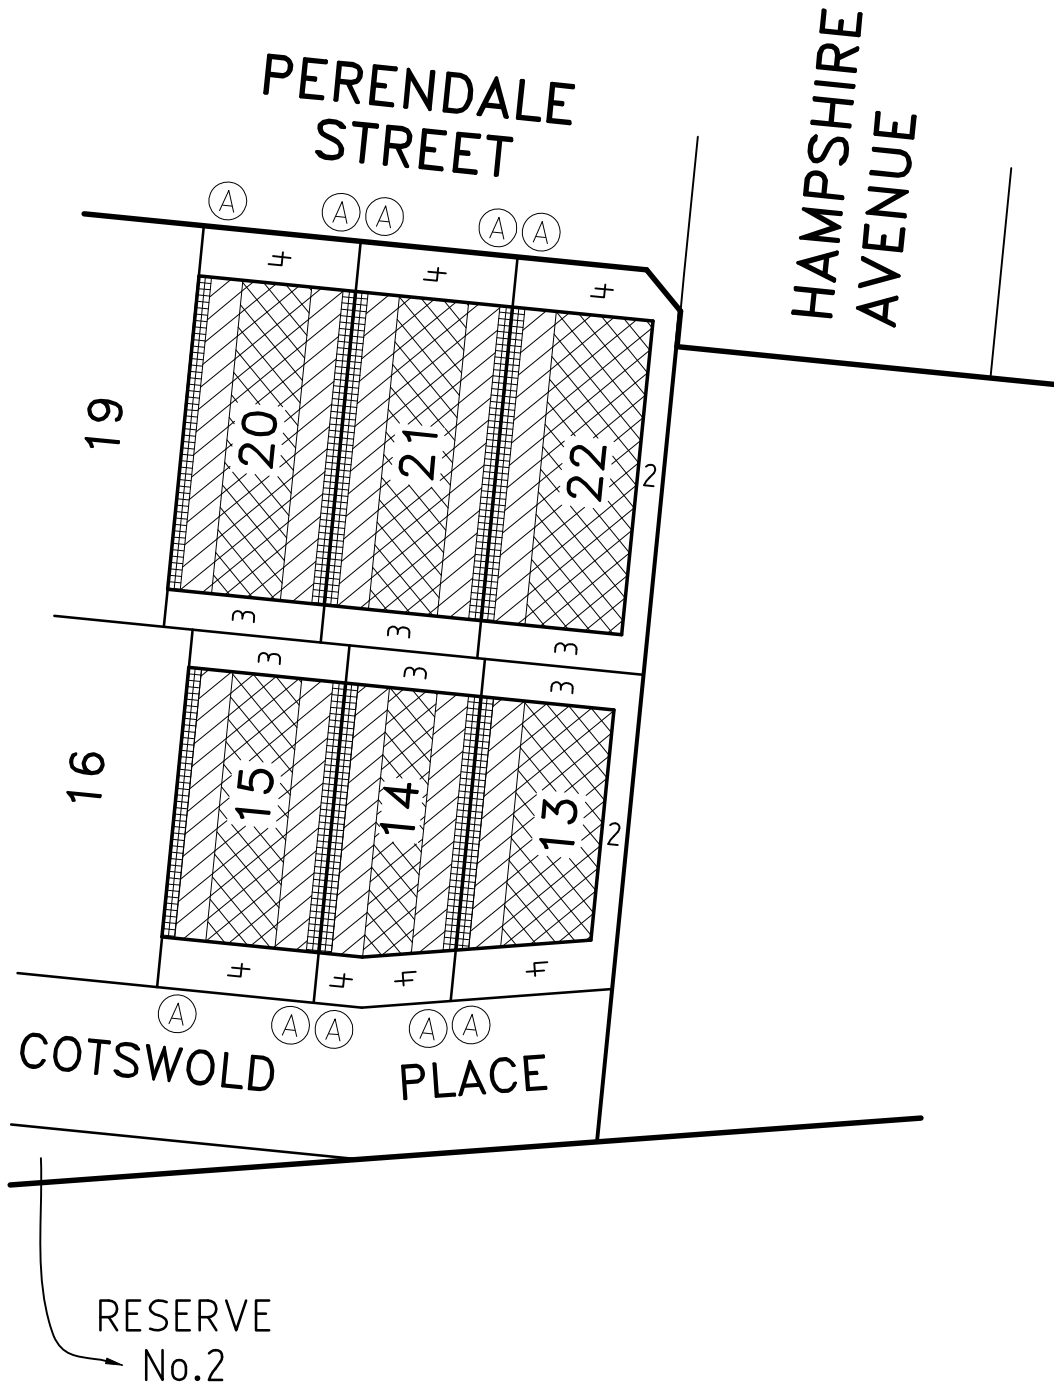 PERENDALE
STREET
HAMPSHIRE
AVENUE
A A A A A
4 4 4
19 20 21 22 2
3 3 3
3 3 3
16 15 14 13 2
4 4 4 4
A A A A A
COTSWOLD PLACE
RESERVE
No.2